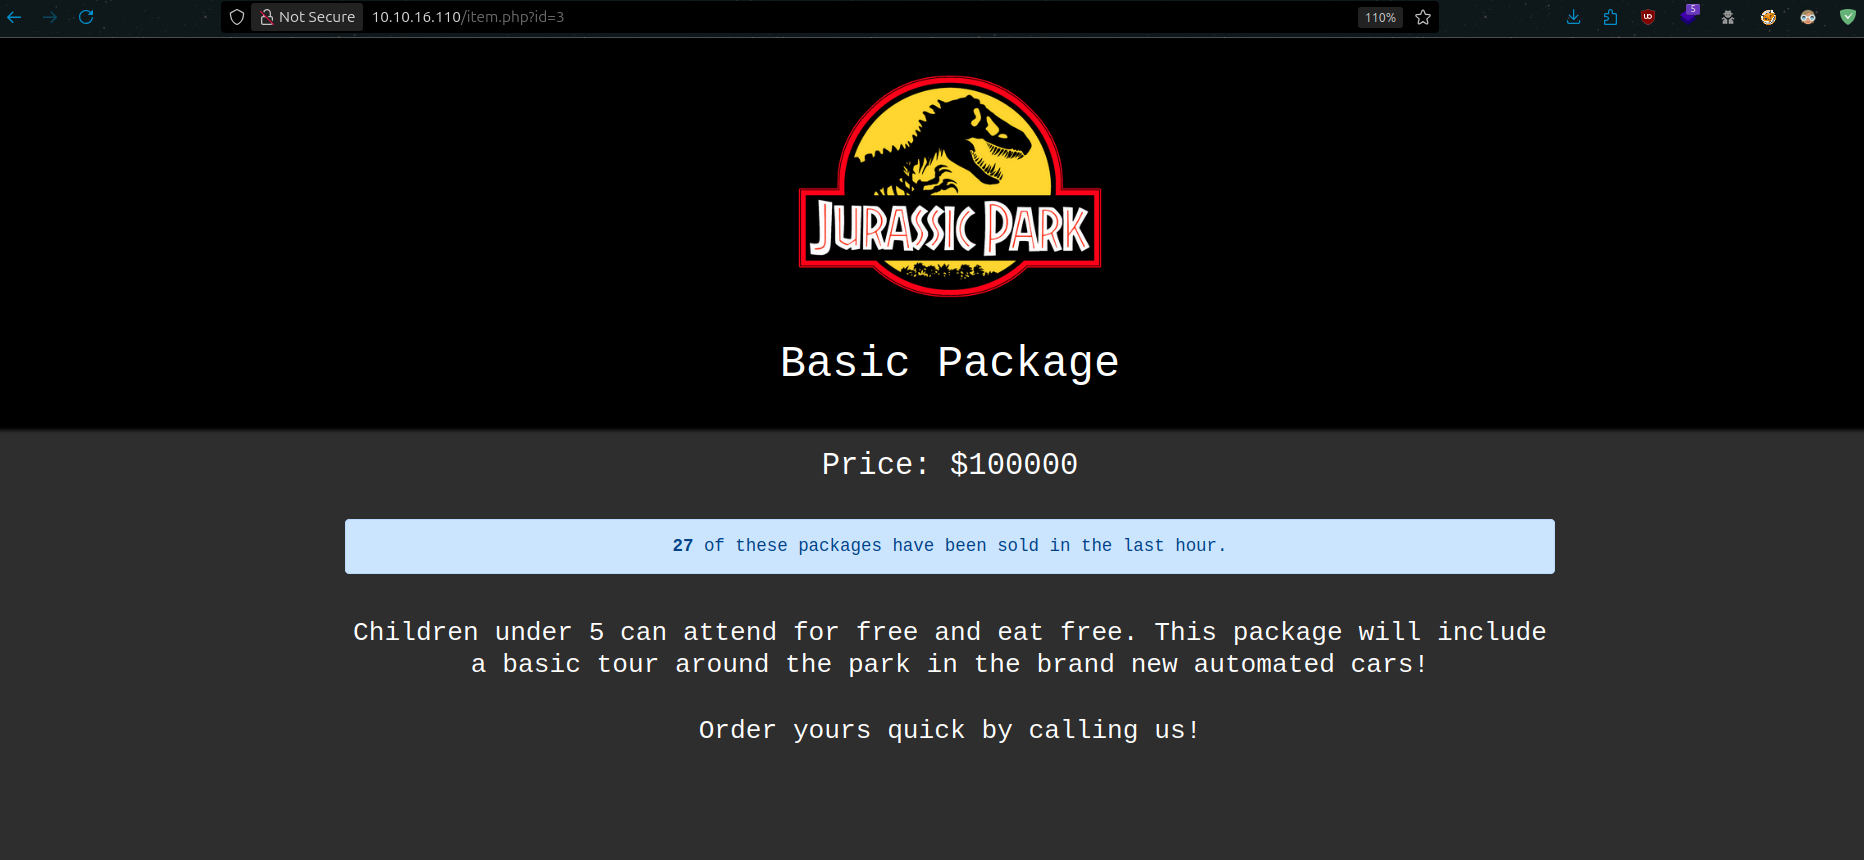 Not Secure 10.10.16.110/item.php?id=3 110% 5
JURASSIC PARK
Basic Package
Price: $100000
27 of these packages have been sold in the last hour.
Children under 5 can attend for free and eat free. This package will include
a basic tour around the park in the brand new automated cars!
Order yours quick by calling us!